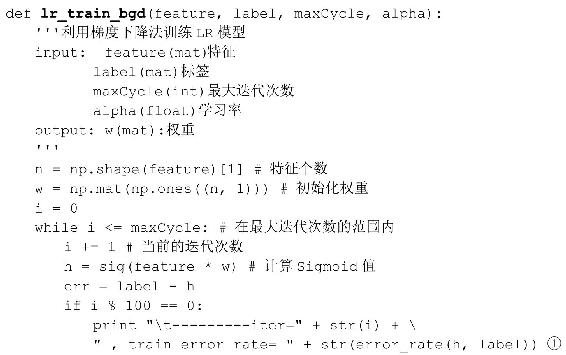 def lr_train_bgd(feature, label, maxCycle, alpha):
'''利用梯度下降法训练 LR 模型
input: feature(mat)特征
label(mat)标签
maxCycle(int)最大迭代次数
alpha(float)学习率
output: w(mat):权重
'''
n = np.shape(feature)[1] # 特征个数
w = np.mat(np.ones((n, 1))) # 初始化权重
i = 0
while i <= maxCycle: # 在最大迭代次数的范围内
i += 1 # 当前的迭代次数
h = sig(feature * w) # 计算 Sigmoid 值
err = label - h
if i % 100 == 0:
print "\t---------iter=" + str(i) + \
" , train error rate= " + str(error_rate(h, label)) ①